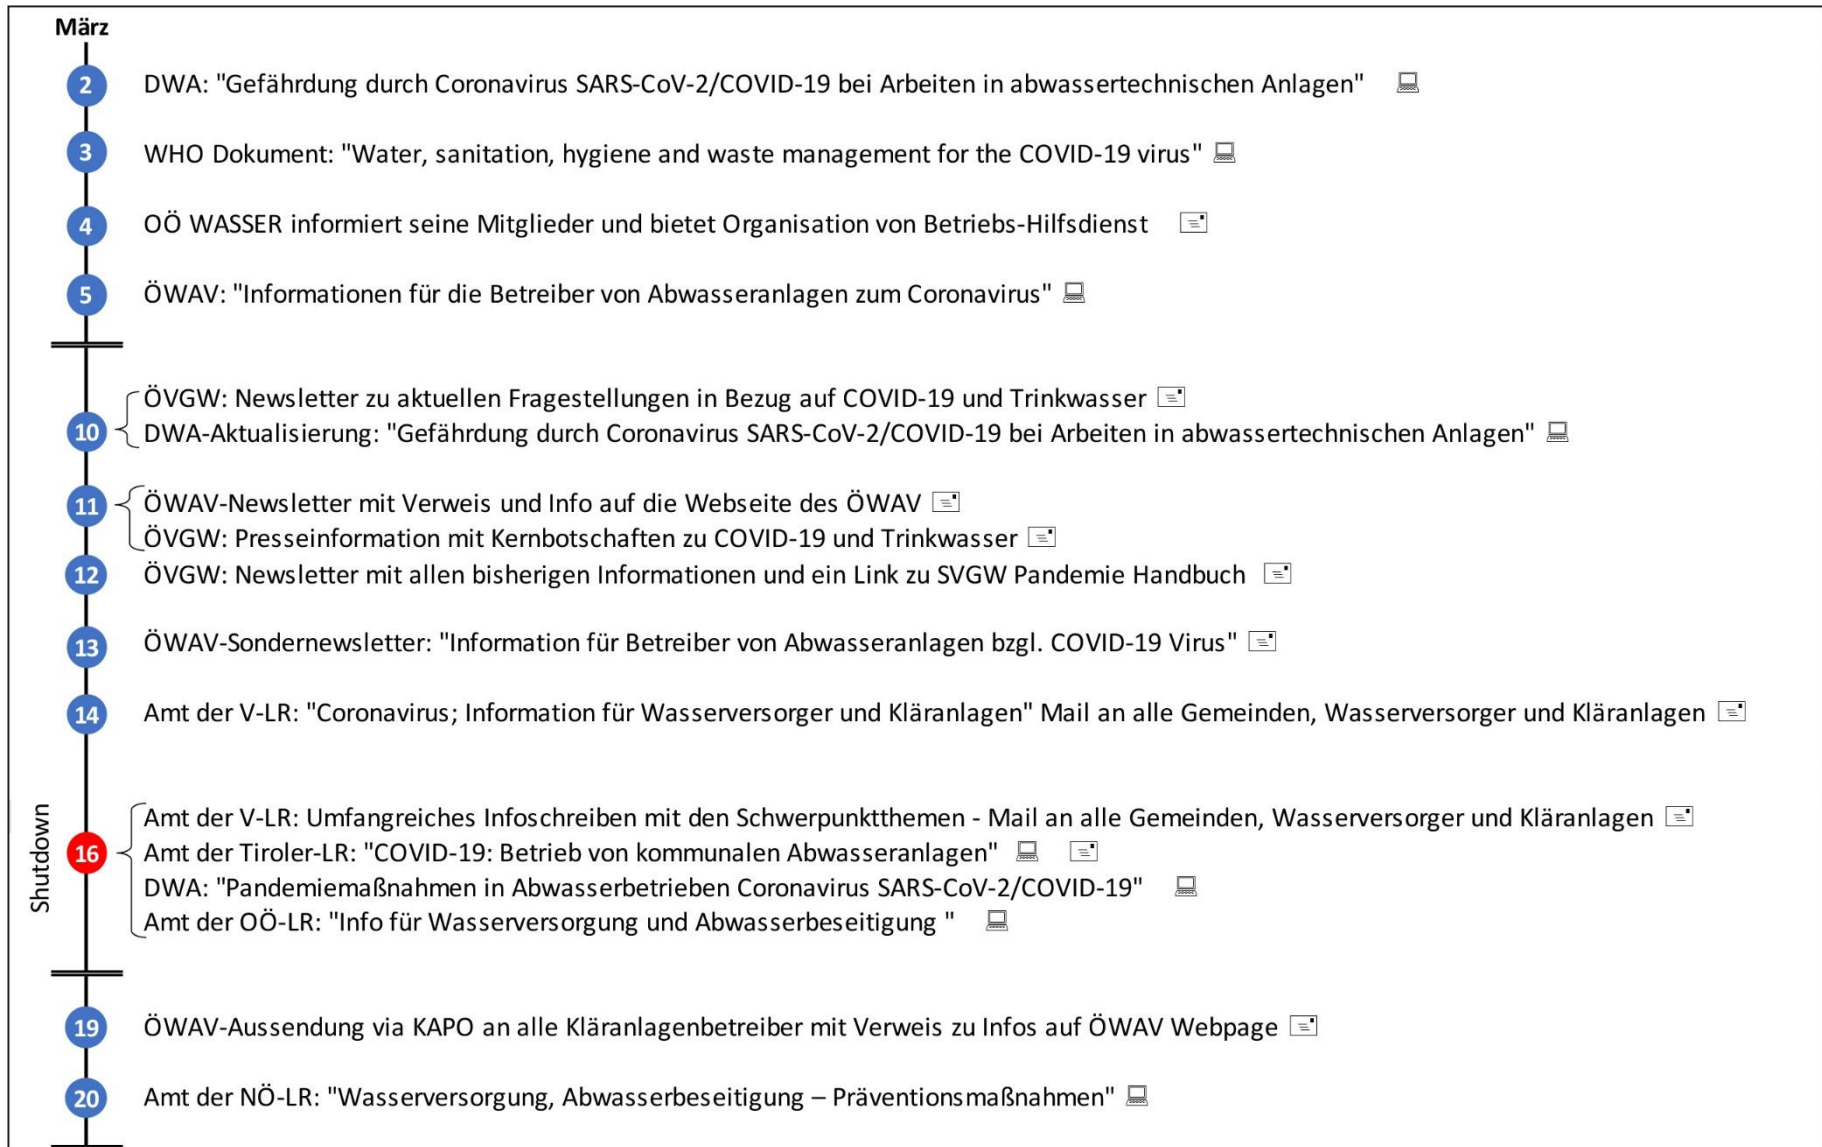 März
2 DWA: "Gefährdung durch Coronavirus SARS-CoV-2/COVID-19 bei Arbeiten in abwassertechnischen Anlagen"
3 WHO Dokument: "Water, sanitation, hygiene and waste management for the COVID-19 virus"
4 OÖ WASSER informiert seine Mitglieder und bietet Organisation von Betriebs-Hilfsdienst
5 ÖWAV: "Informationen für die Betreiber von Abwasseranlagen zum Coronavirus"
ÖVGW: Newsletter zu aktuellen Fragestellungen in Bezug auf COVID-19 und Trinkwasser
10 DWA-Aktualisierung: "Gefährdung durch Coronavirus SARS-CoV-2/COVID-19 bei Arbeiten in abwassertechnischen Anlagen"
11 ÖWAV-Newsletter mit Verweis und Info auf die Webseite des ÖWAV
ÖVGW: Presseinformation mit Kernbotschaften zu COVID-19 und Trinkwasser
12 ÖVGW: Newsletter mit allen bisherigen Informationen und ein Link zu SVGW Pandemie Handbuch
13 ÖWAV-Sondernewsletter: "Information für Betreiber von Abwasseranlagen bzgl. COVID-19 Virus"
14 Amt der V-LR: "Coronavirus; Information für Wasserversorger und Kläranlagen" Mail an alle Gemeinden, Wasserversorger und Kläranlagen
Shutdown
Amt der V-LR: Umfangreiches Infoschreiben mit den Schwerpunktthemen - Mail an alle Gemeinden, Wasserversorger und Kläranlagen
16 Amt der Tiroler-LR: "COVID-19: Betrieb von kommunalen Abwasseranlagen"
DWA: "Pandemiemaßnahmen in Abwasserbetrieben Coronavirus SARS-CoV-2/COVID-19"
Amt der OÖ-LR: "Info für Wasserversorgung und Abwasserbeseitigung "
19 ÖWAV-Aussendung via KAPO an alle Kläranlagenbetreiber mit Verweis zu Infos auf ÖWAV Webpage
20 Amt der NÖ-LR: "Wasserversorgung, Abwasserbeseitigung – Präventionsmaßnahmen"